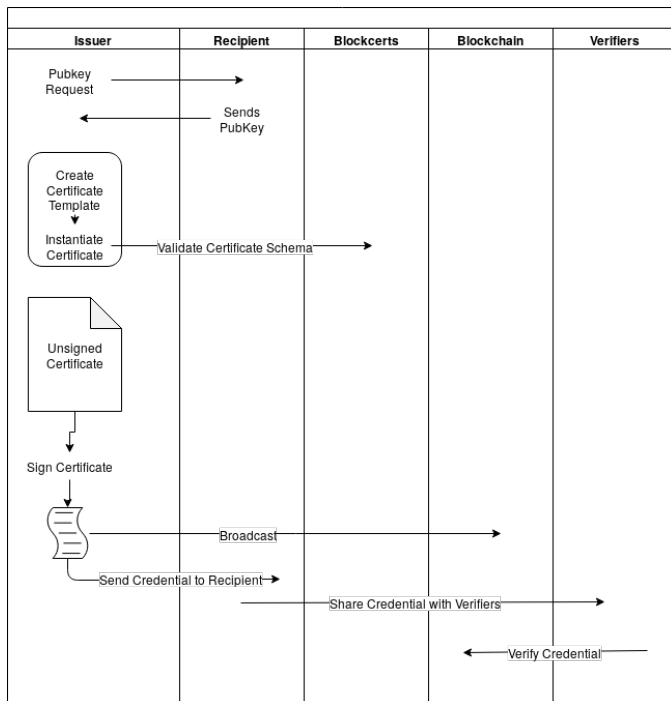 Issuer
Recipient
Blockcerts
Blockchain
Verifiers
Pubkey
Request
Sends
PubKey
Create
Certificate
Template
Instantiate
Certificate
Validate Certificate Schema
Unsigned
Certificate
Sign Certificate
Broadcast
Send Credential to Recipient
Share Credential with Verifiers
Verify Credential